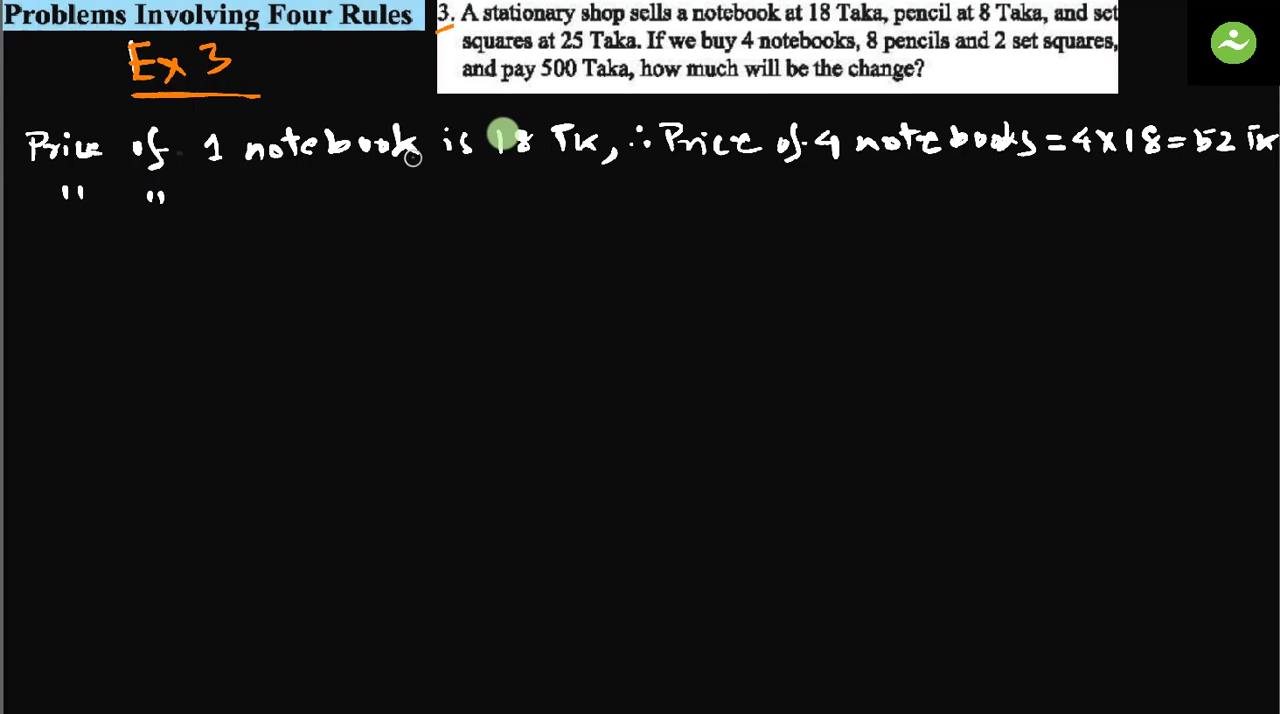 Problems Involving Four Rules
3. A stationary shop sells a notebook at 18 Taka, pencil at 8 Taka, and set
squares at 25 Taka. If we buy 4 notebooks, 8 pencils and 2 set squares,
and pay 500 Taka, how much will be the change?
Ex 3
Price of 1 notebook is 18 Tk, ∴ Price of 4 notebooks = 4 x 18 = 52 Tk
" "